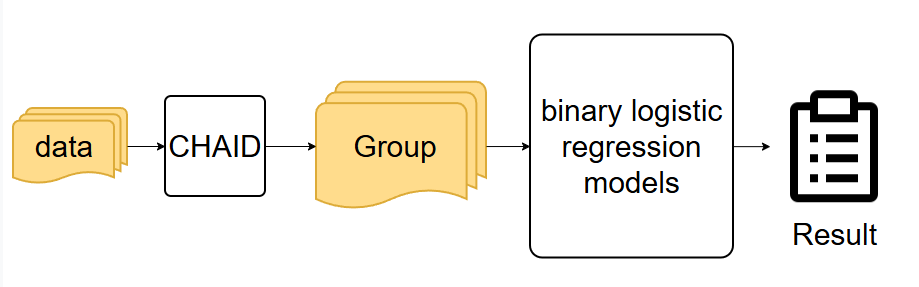 data
CHAID
Group
binary logistic
regression
models
Result